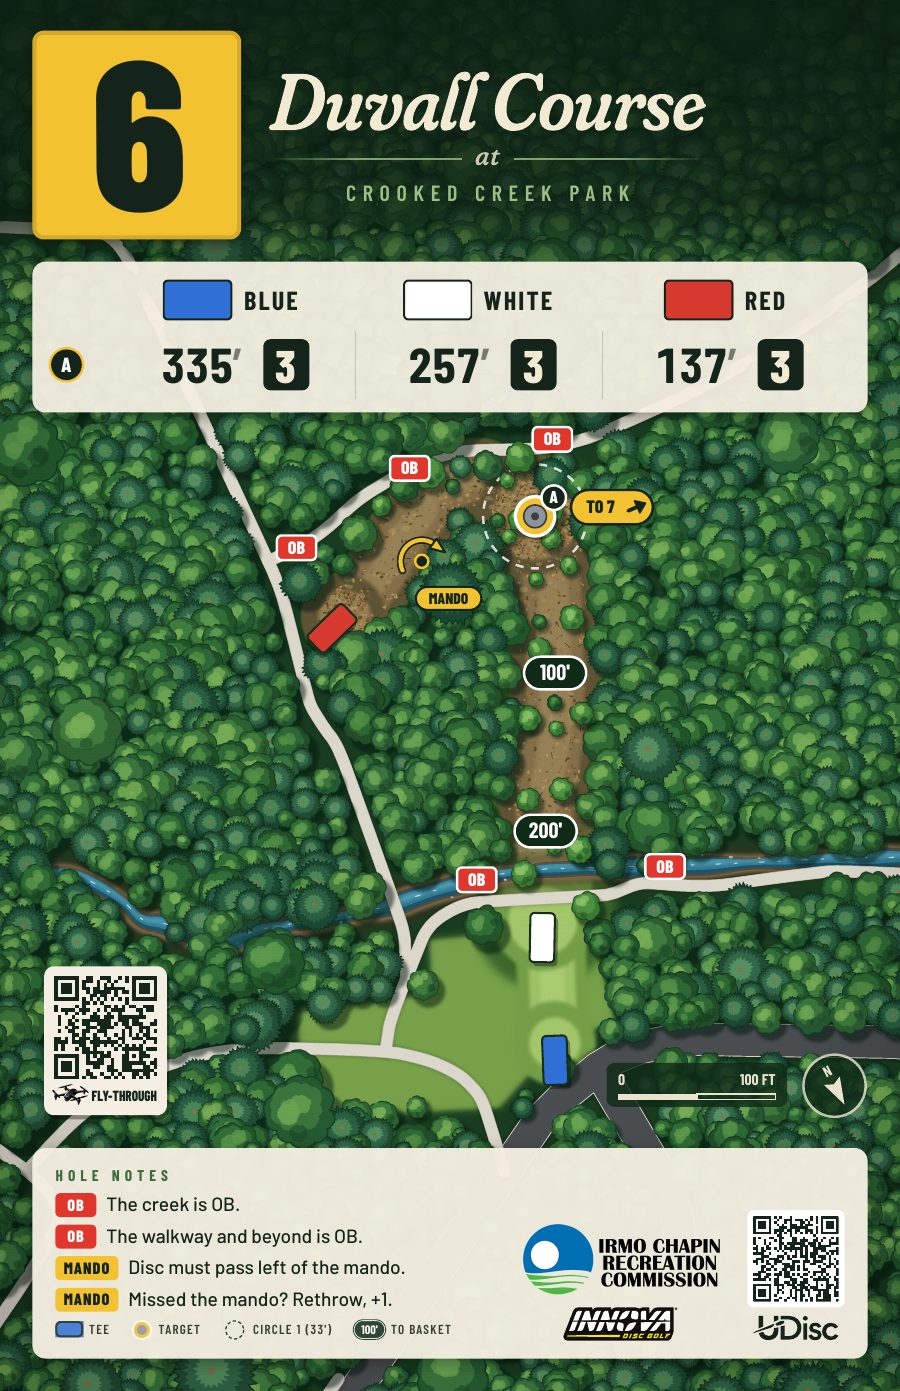 6
Duvall Course
at
CROOKED CREEK PARK
BLUE
WHITE
RED
A
335′ 3
257′ 3
137′ 3
OB
OB
OB
A
TO 7
MANDO
100'
200'
OB
OB
FLY-THROUGH
0
100 FT
N
HOLE NOTES
OB The creek is OB.
OB The walkway and beyond is OB.
MANDO Disc must pass left of the mando.
MANDO Missed the mando? Rethrow, +1.
TEE
TARGET
CIRCLE 1 (33')
100' TO BASKET
IRMO CHAPIN
RECREATION
COMMISSION
INNOVA
DISC GOLF
UDisc